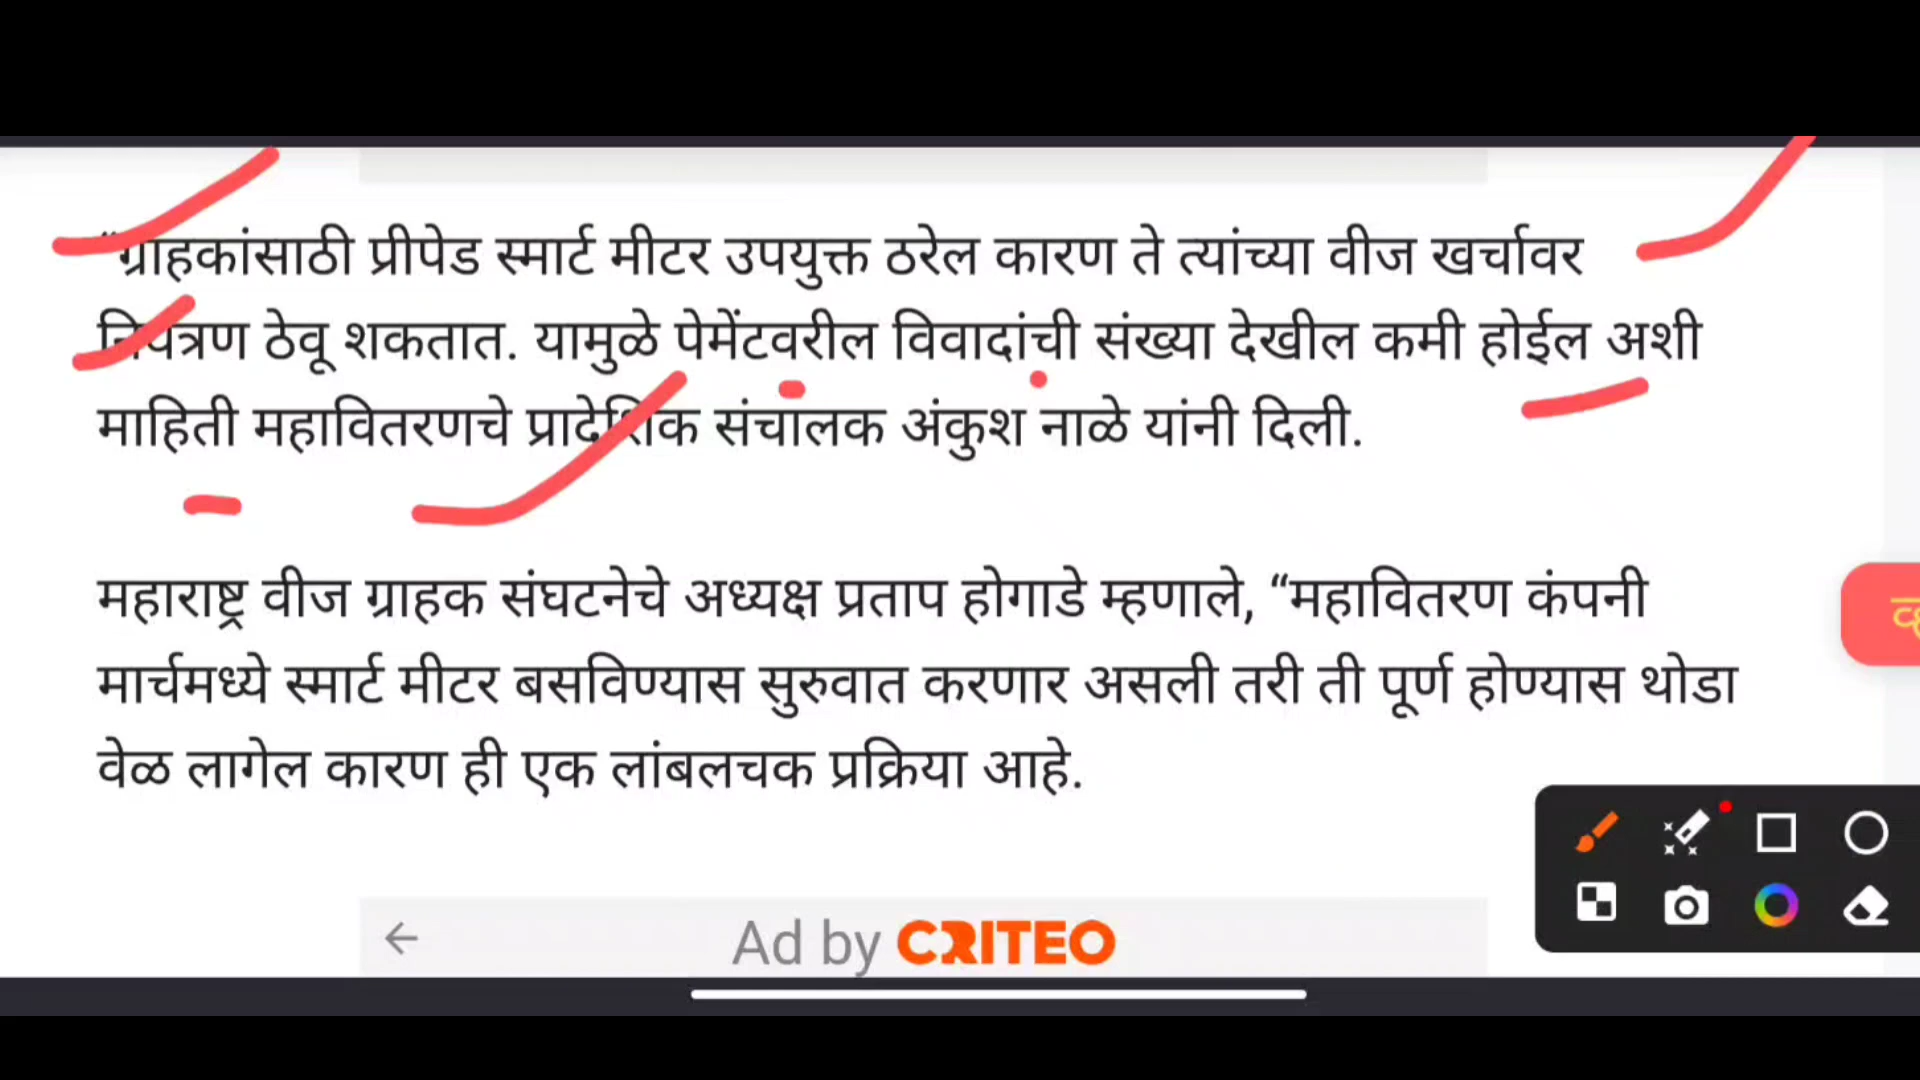 “ग्राहकांसाठी प्रीपेड स्मार्ट मीटर उपयुक्त ठरेल कारण ते त्यांच्या वीज खर्चावर
नियंत्रण ठेवू शकतात. यामुळे पेमेंटवरील विवादांची संख्या देखील कमी होईल अशी
माहिती महावितरणचे प्रादेशिक संचालक अंकुश नाळे यांनी दिली.
महाराष्ट्र वीज ग्राहक संघटनेचे अध्यक्ष प्रताप होगाडे म्हणाले, “महावितरण कंपनी
मार्चमध्ये स्मार्ट मीटर बसविण्यास सुरुवात करणार असली तरी ती पूर्ण होण्यास थोडा
वेळ लागेल कारण ही एक लांबलचक प्रक्रिया आहे.
Ad by CRITEO